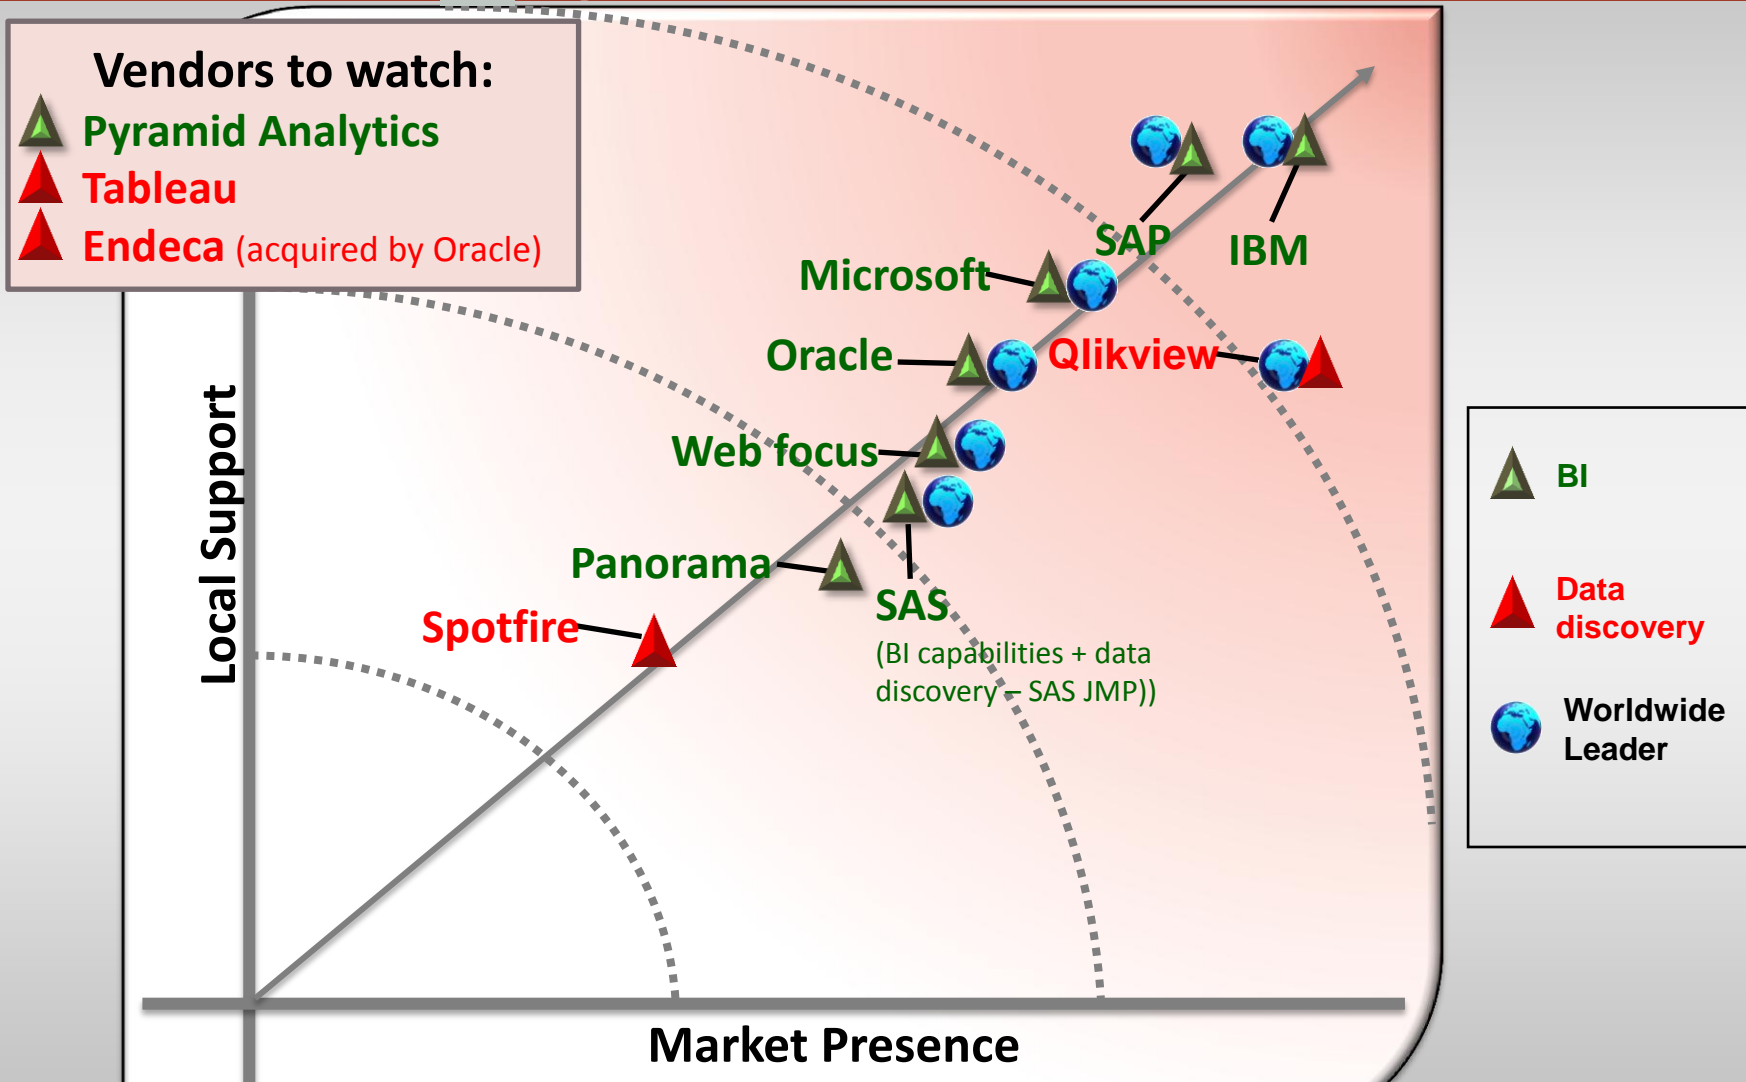 Vendors to watch:
Pyramid Analytics
Tableau
Endeca (acquired by Oracle)
SAP
IBM
Microsoft
Oracle
Qlikview
Web focus
Panorama
SAS
(BI capabilities + data
discovery – SAS JMP))
Spotfire
Local Support
Market Presence
BI
Data
discovery
Worldwide
Leader